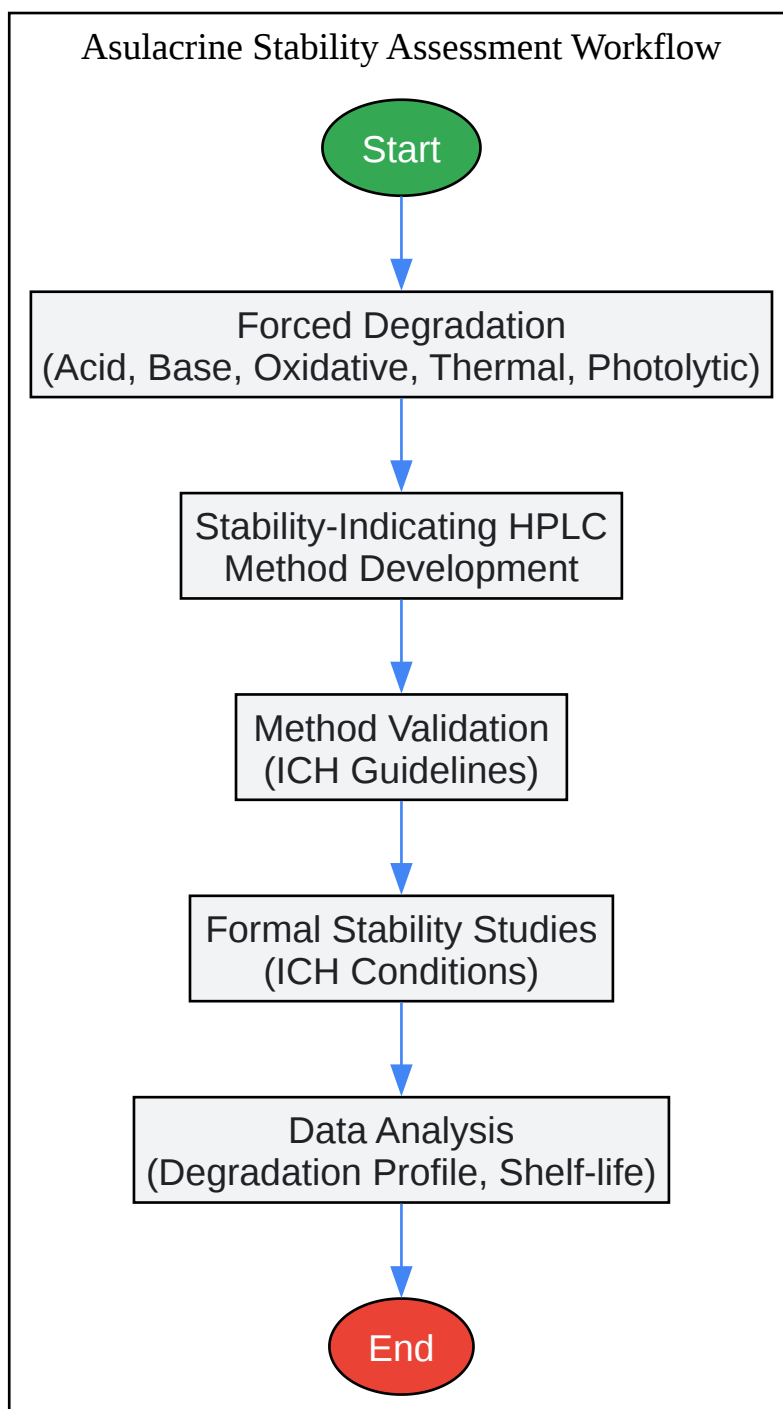 Asulacrine Stability Assessment Workflow
Start
Forced Degradation
(Acid, Base, Oxidative, Thermal, Photolytic)
Stability-Indicating HPLC
Method Development
Method Validation
(ICH Guidelines)
Formal Stability Studies
(ICH Conditions)
Data Analysis
(Degradation Profile, Shelf-life)
End